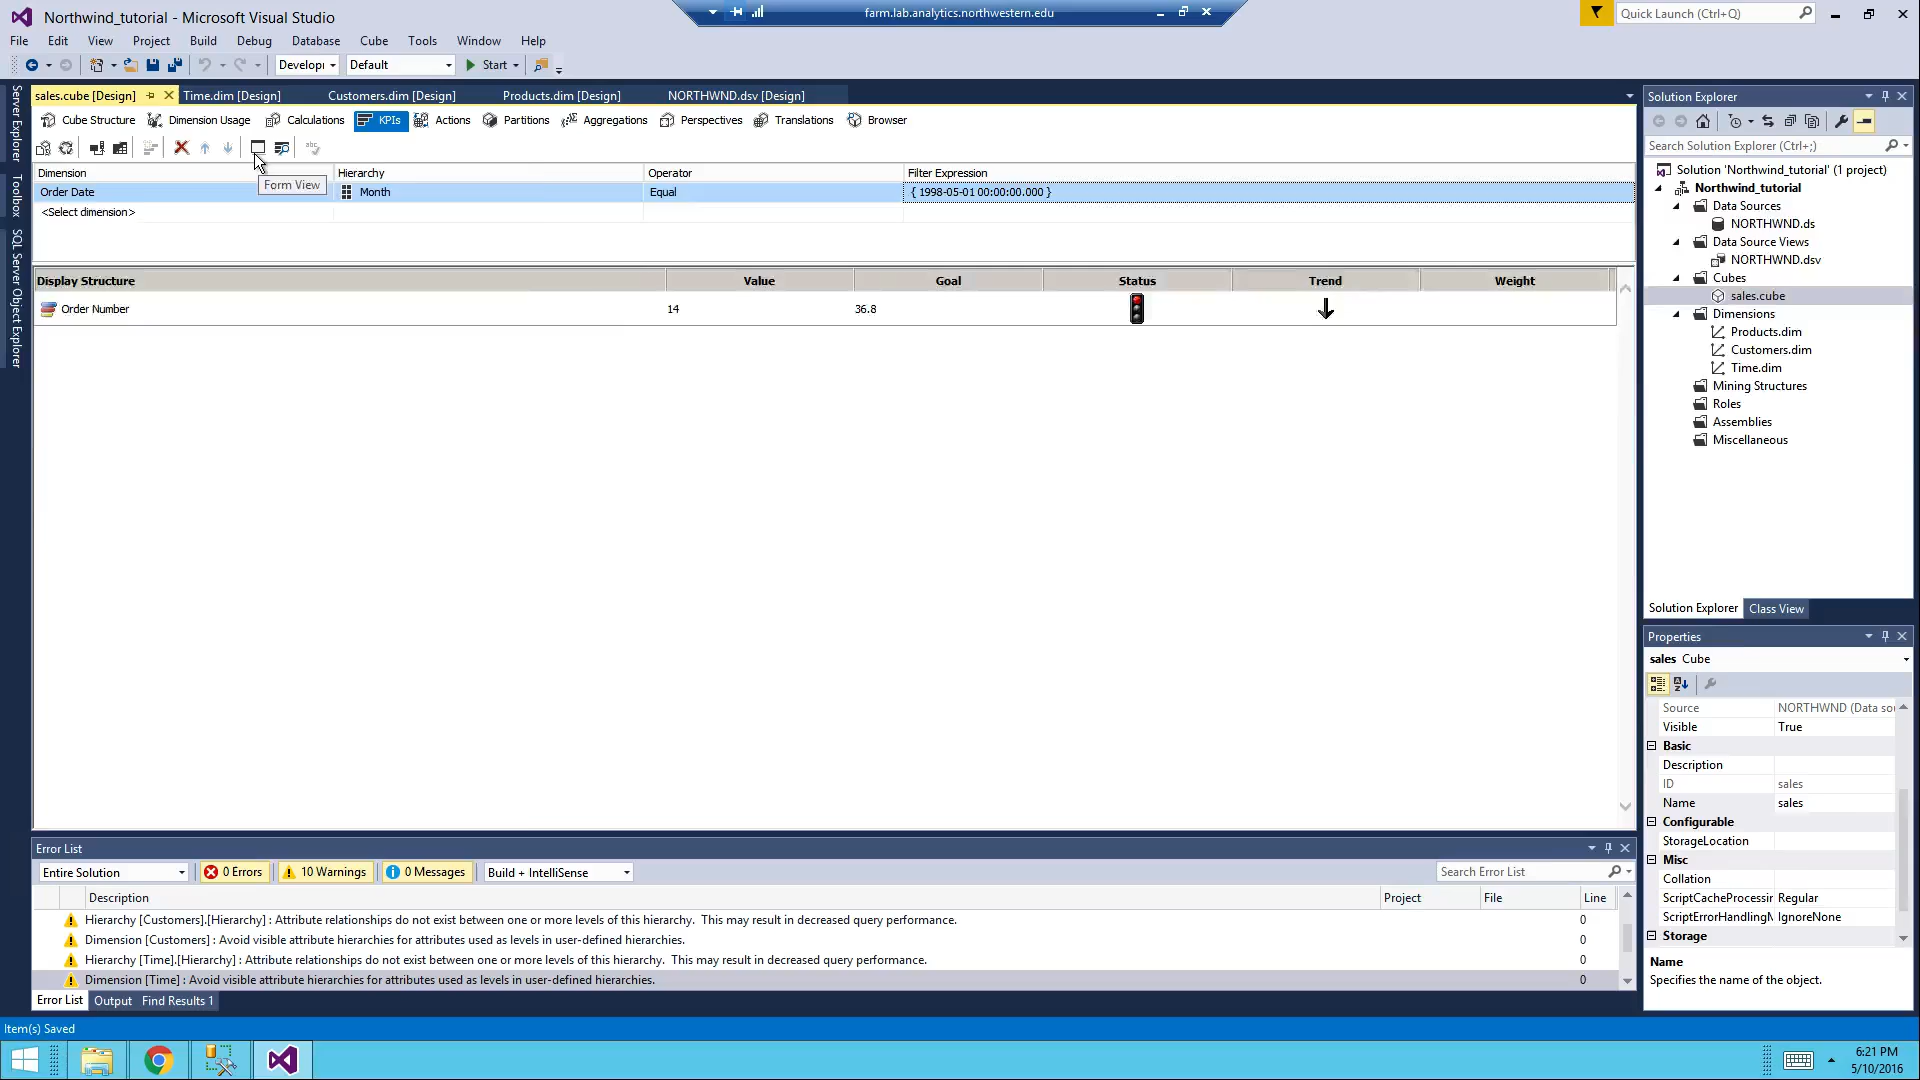 Northwind_tutorial - Microsoft Visual Studio
farm.lab.analytics.northwestern.edu
Quick Launch (Ctrl+Q)
File Edit View Project Build Debug Database Cube Tools Window Help
Developi Default Start
sales.cube [Design] Time.dim [Design] Customers.dim [Design] Products.dim [Design] NORTHWND.dsv [Design]
Cube Structure Dimension Usage Calculations KPIs Actions Partitions Aggregations Perspectives Translations Browser
Server Explorer
Toolbox
SQL Server Object Explorer
Dimension Hierarchy Operator Filter Expression
Order Date Month Equal { 1998-05-01 00:00:00.000 }
Form View
<Select dimension>
Display Structure Value Goal Status Trend Weight
Order Number 14 36.8
Solution Explorer
Search Solution Explorer (Ctrl+;)
Solution 'Northwind_tutorial' (1 project)
Northwind_tutorial
Data Sources
NORTHWND.ds
Data Source Views
NORTHWND.dsv
Cubes
sales.cube
Dimensions
Products.dim
Customers.dim
Time.dim
Mining Structures
Roles
Assemblies
Miscellaneous
Solution Explorer Class View
Properties
sales Cube
Source NORTHWND (Data sou
Visible True
Basic
Description
ID sales
Name sales
Configurable
StorageLocation
Misc
Collation
ScriptCacheProcessin Regular
ScriptErrorHandlingM IgnoreNone
Storage
Name
Specifies the name of the object.
Error List
Entire Solution 0 Errors 10 Warnings 0 Messages Build + IntelliSense Search Error List
Description Project File Line
Hierarchy [Customers].[Hierarchy] : Attribute relationships do not exist between one or more levels of this hierarchy. This may result in decreased query performance. 0
Dimension [Customers] : Avoid visible attribute hierarchies for attributes used as levels in user-defined hierarchies. 0
Hierarchy [Time].[Hierarchy] : Attribute relationships do not exist between one or more levels of this hierarchy. This may result in decreased query performance. 0
Dimension [Time] : Avoid visible attribute hierarchies for attributes used as levels in user-defined hierarchies. 0
Error List Output Find Results 1
Item(s) Saved
6:21 PM
5/10/2016